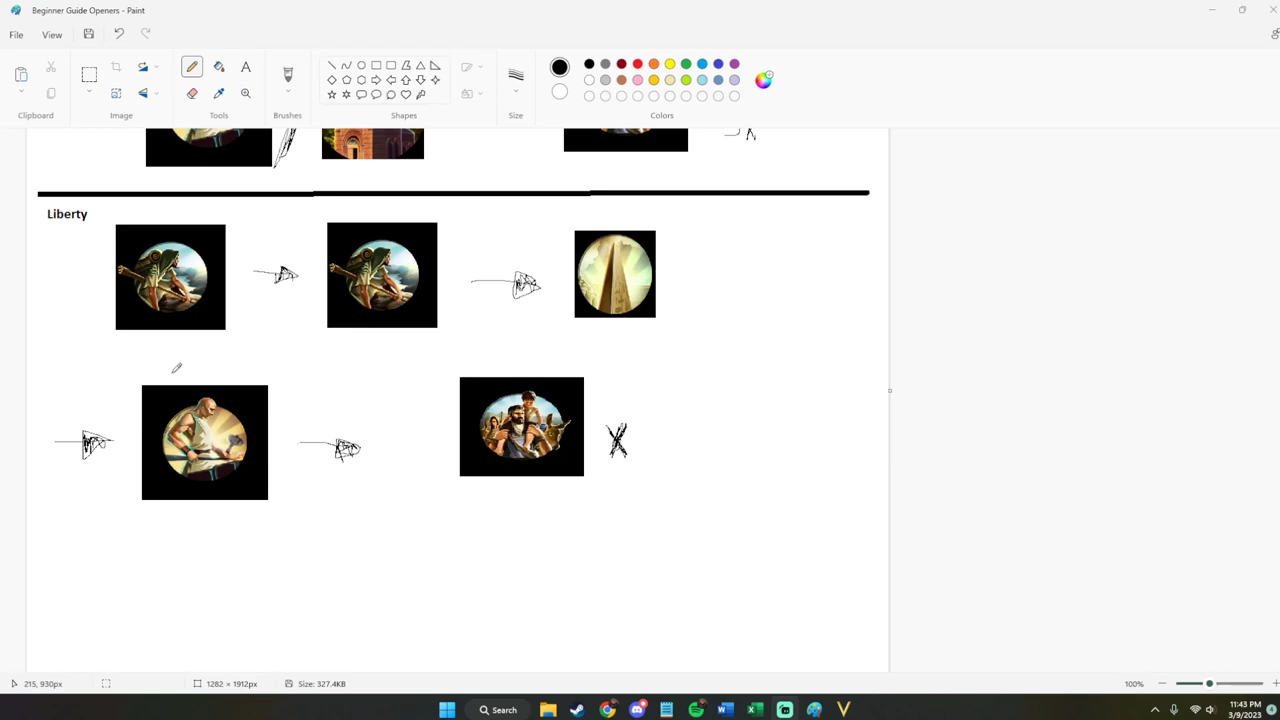 Beginner Guide Openers - Paint
File View
Clipboard Image Tools Brushes Shapes Size Colors
Liberty
X
215, 930px 1282 × 1912px Size: 327.4KB 100%
Search 11:43 PM
3/9/2023